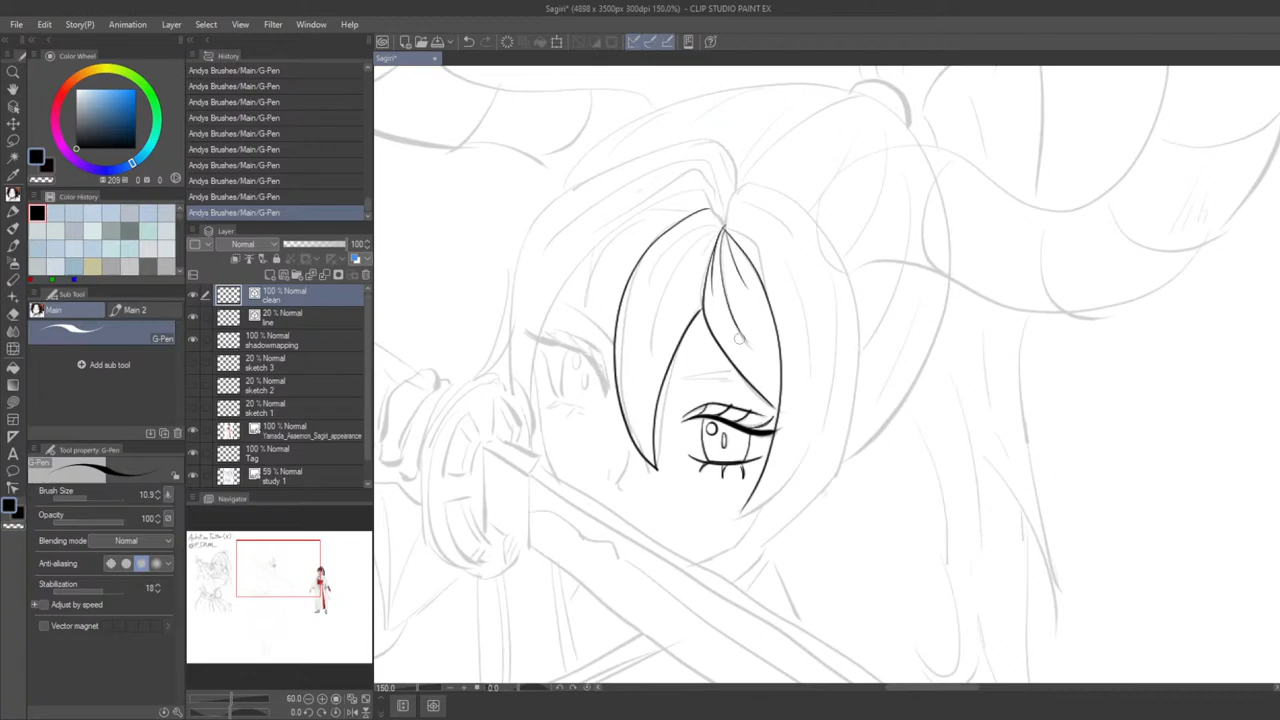 Sagiri* (4898 x 3500px 300dpi 150.0%) - CLIP STUDIO PAINT EX
File Edit Story(P) Animation Layer Select View Filter Window Help
Color Wheel
209 0 0
Color History
Sub Tool
Main Main 2
G-Pen
Add sub tool
Tool property: G-Pen
G-Pen
Brush Size 10.9
Opacity 100
Blending mode Normal
Anti-aliasing
Stabilization 18
Adjust by speed
Vector magnet
History
Andys Brushes/Main/G-Pen
Andys Brushes/Main/G-Pen
Andys Brushes/Main/G-Pen
Andys Brushes/Main/G-Pen
Andys Brushes/Main/G-Pen
Andys Brushes/Main/G-Pen
Andys Brushes/Main/G-Pen
Andys Brushes/Main/G-Pen
Andys Brushes/Main/G-Pen
Andys Brushes/Main/G-Pen
Layer
Normal 100
100 % Normal
clean
20 % Normal
line
100 % Normal
shadowmapping
20 % Normal
sketch 3
20 % Normal
sketch 2
20 % Normal
sketch 1
100 % Normal
Yamada_Asaemon_Sagiri_appearance
100 % Normal
Tag
59 % Normal
study 1
Navigator
60.0
0.0
Sagiri*
150.0 0.0